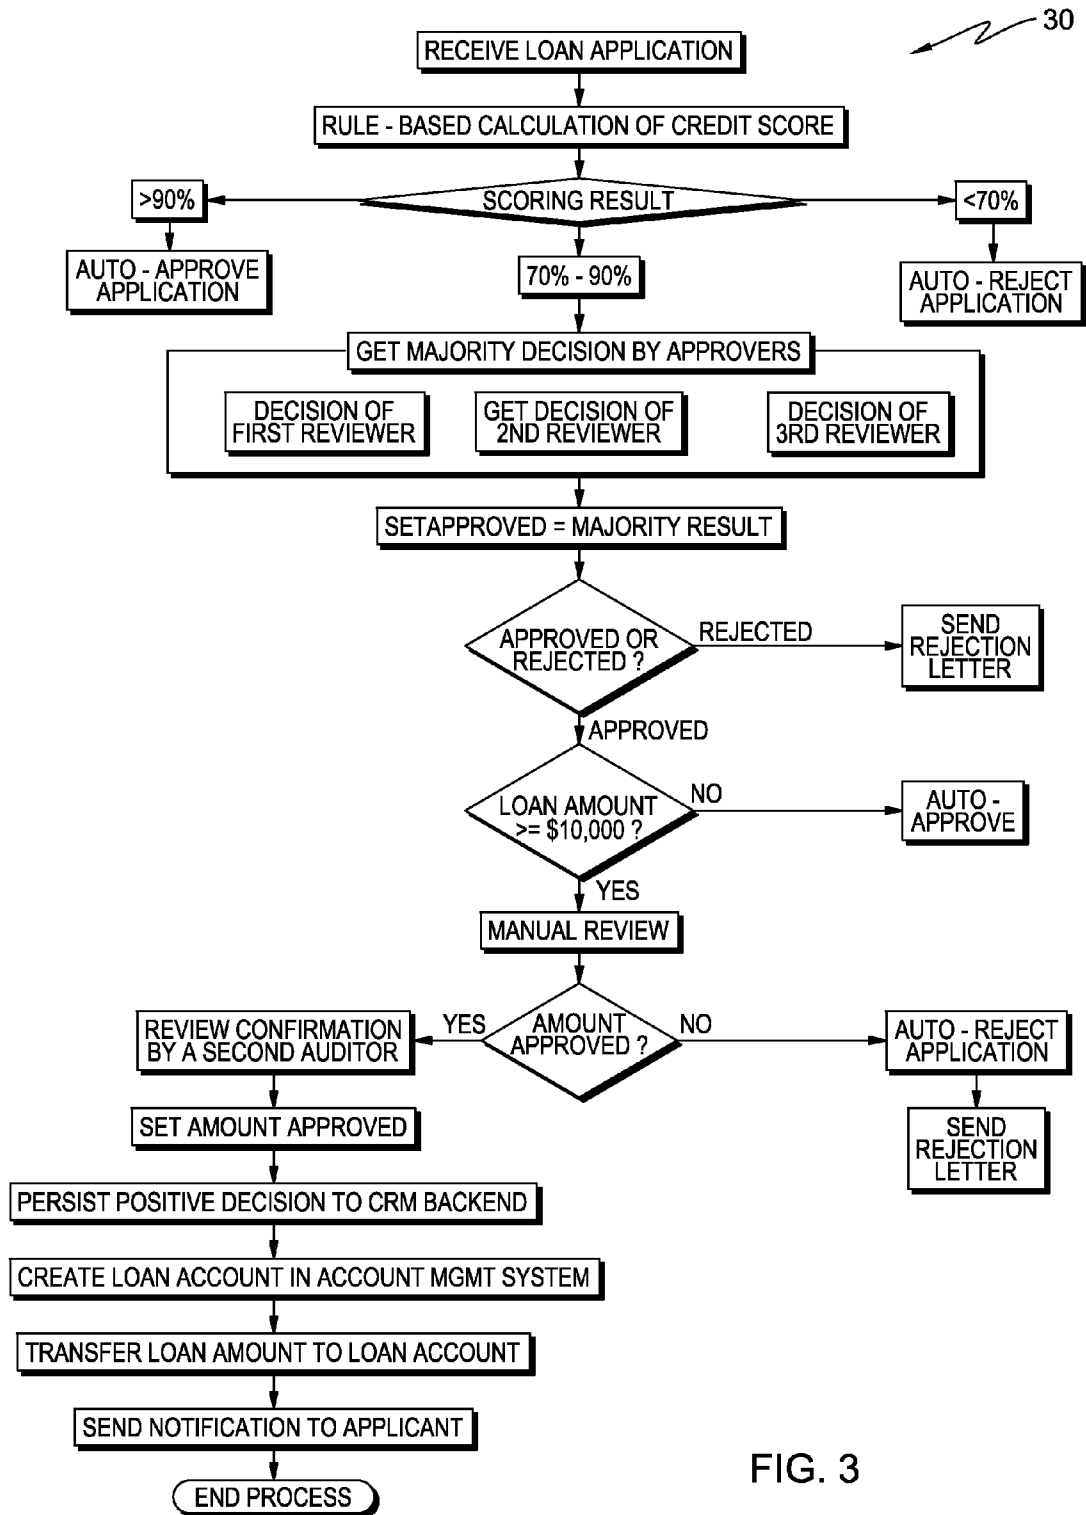 30
RECEIVE LOAN APPLICATION
RULE - BASED CALCULATION OF CREDIT SCORE
>90%
SCORING RESULT
<70%
AUTO - APPROVE
APPLICATION
70% - 90%
AUTO - REJECT
APPLICATION
GET MAJORITY DECISION BY APPROVERS
DECISION OF
FIRST REVIEWER
GET DECISION OF
2ND REVIEWER
DECISION OF
3RD REVIEWER
SETAPPROVED = MAJORITY RESULT
APPROVED OR
REJECTED ?
REJECTED
SEND
REJECTION
LETTER
APPROVED
LOAN AMOUNT
>= $10,000 ?
NO
AUTO -
APPROVE
YES
MANUAL REVIEW
AMOUNT
APPROVED ?
YES
REVIEW CONFIRMATION
BY A SECOND AUDITOR
NO
AUTO - REJECT
APPLICATION
SET AMOUNT APPROVED
SEND
REJECTION
LETTER
PERSIST POSITIVE DECISION TO CRM BACKEND
CREATE LOAN ACCOUNT IN ACCOUNT MGMT SYSTEM
TRANSFER LOAN AMOUNT TO LOAN ACCOUNT
SEND NOTIFICATION TO APPLICANT
END PROCESS
FIG. 3